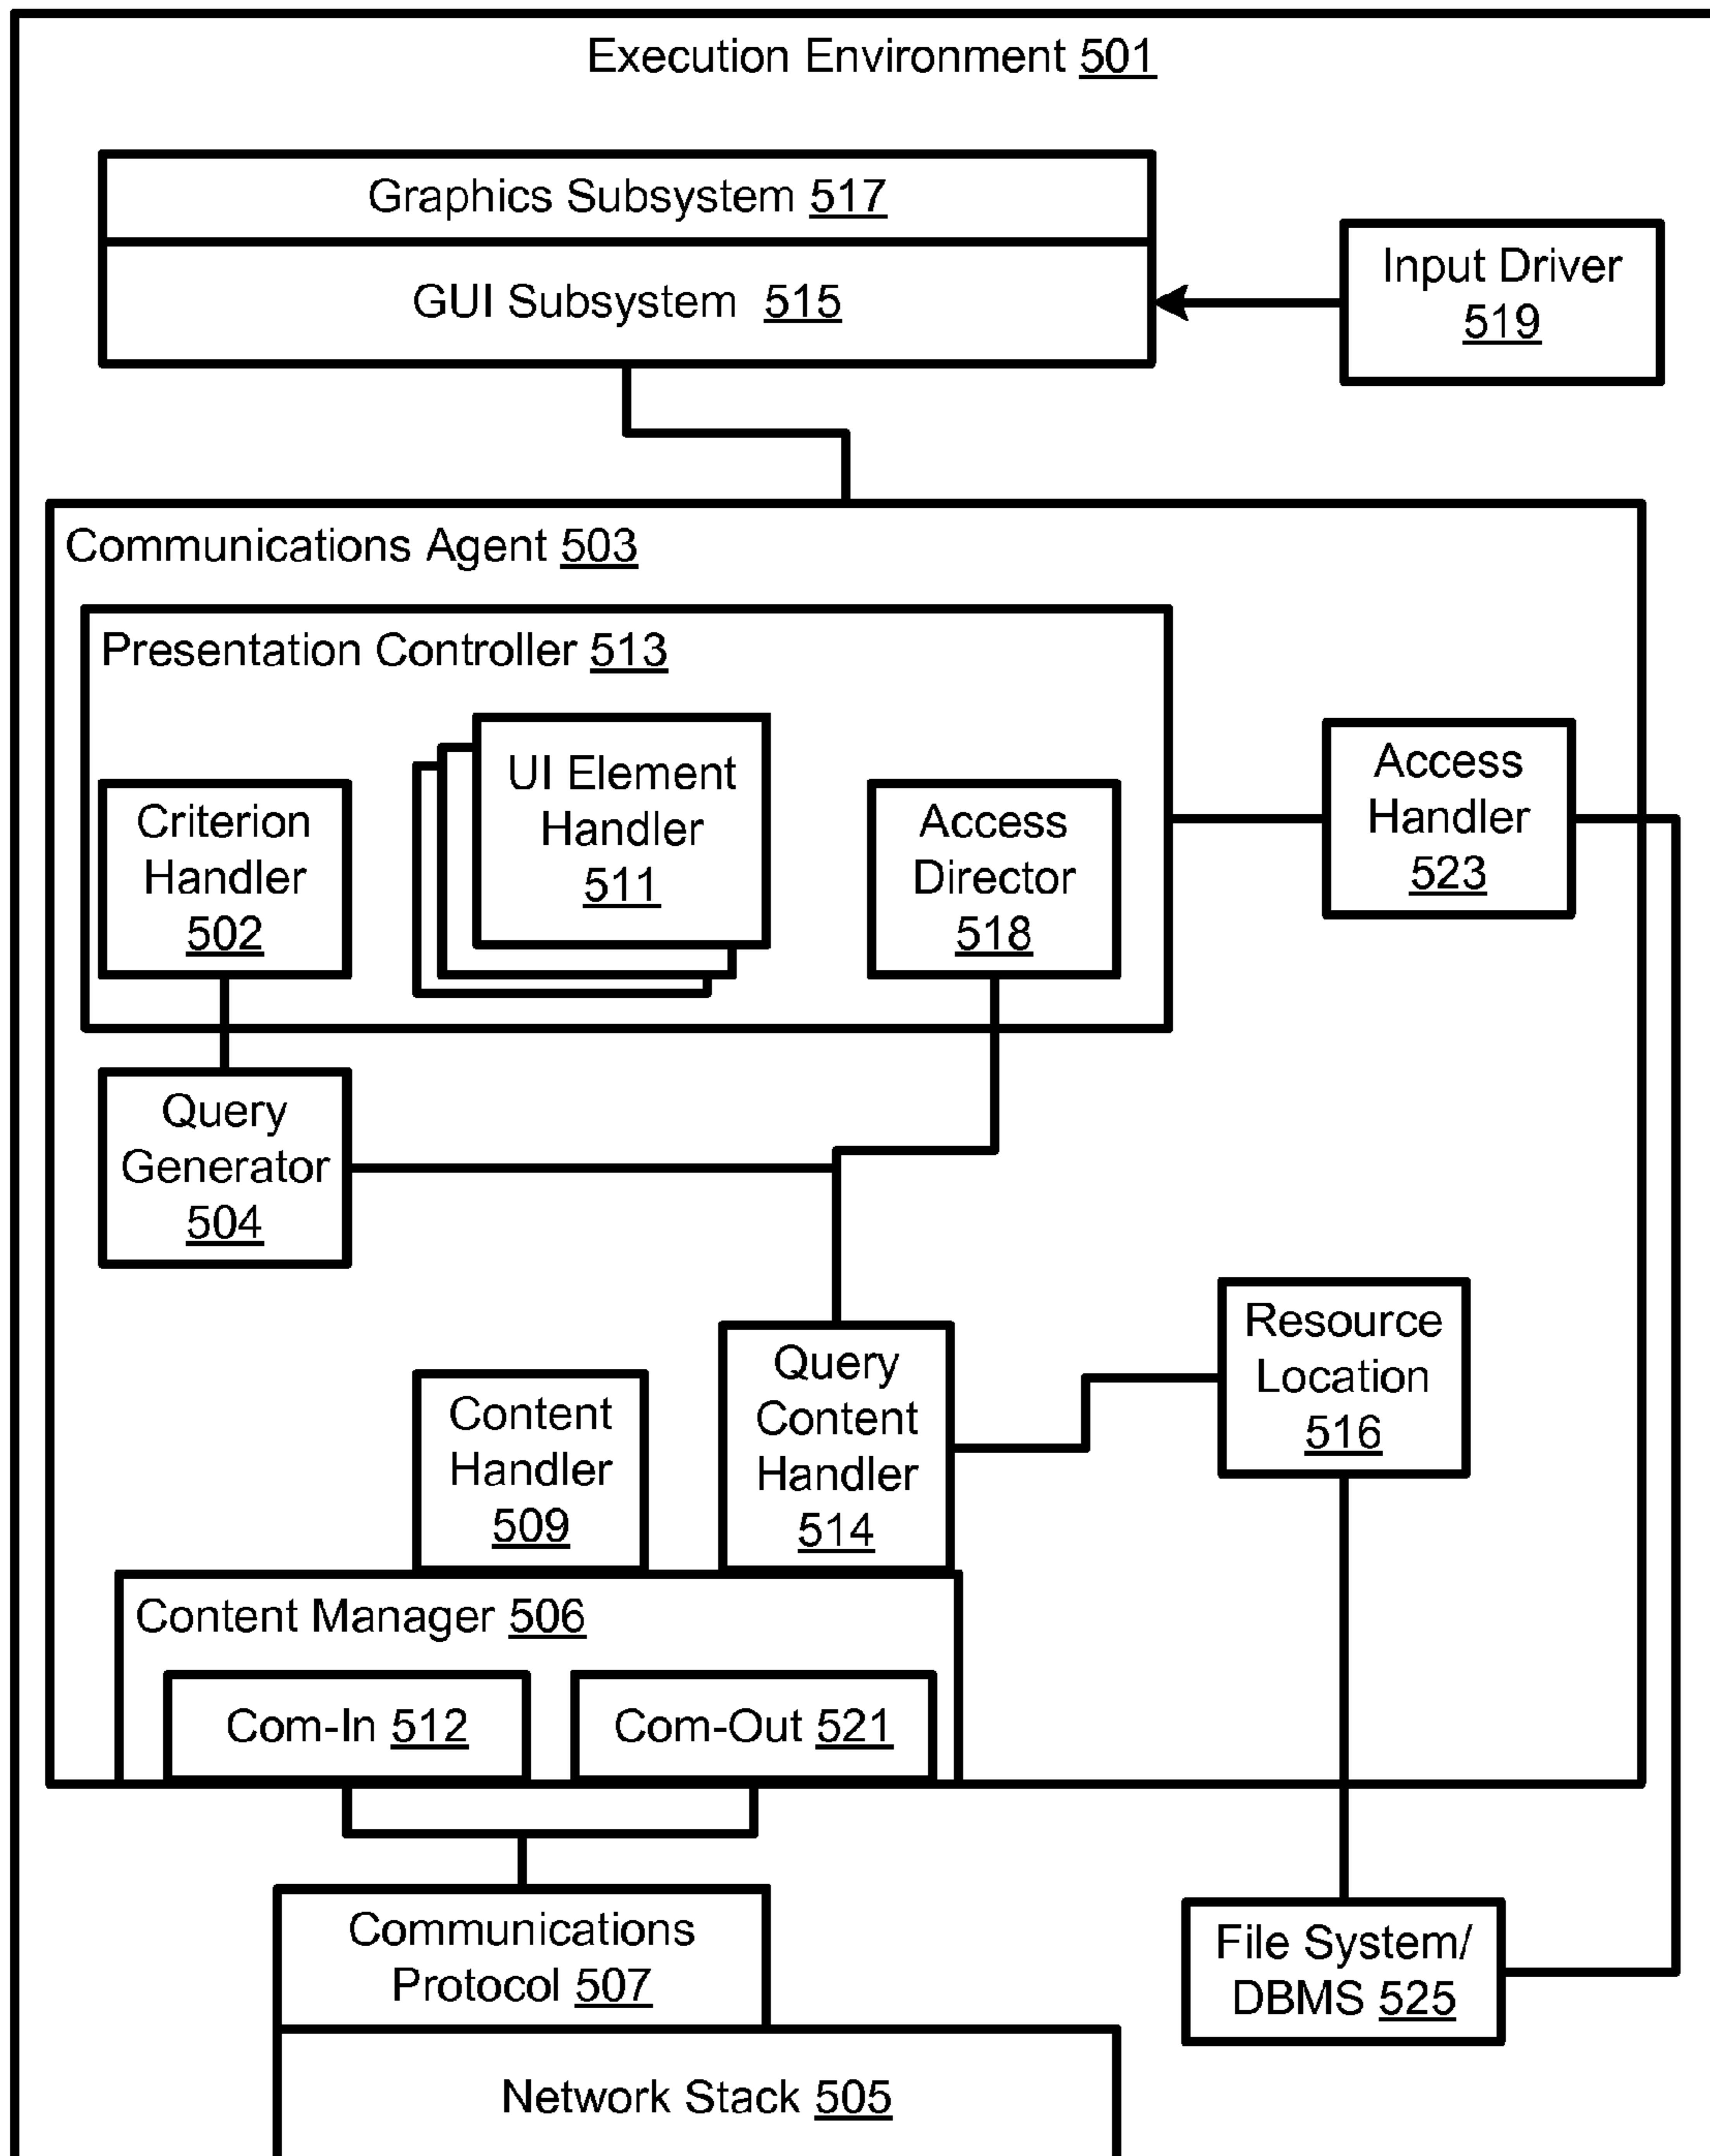 Execution Environment 501
Graphics Subsystem 517
GUI Subsystem 515
Input Driver
519
Communications Agent 503
Presentation Controller 513
Criterion
Handler
502
UI Element
Handler
511
Access
Director
518
Access
Handler
523
Query
Generator
504
Resource
Location
516
Query
Content
Handler
514
Content
Handler
509
Content Manager 506
Com-In 512
Com-Out 521
Communications
Protocol 507
File System/
DBMS 525
Network Stack 505